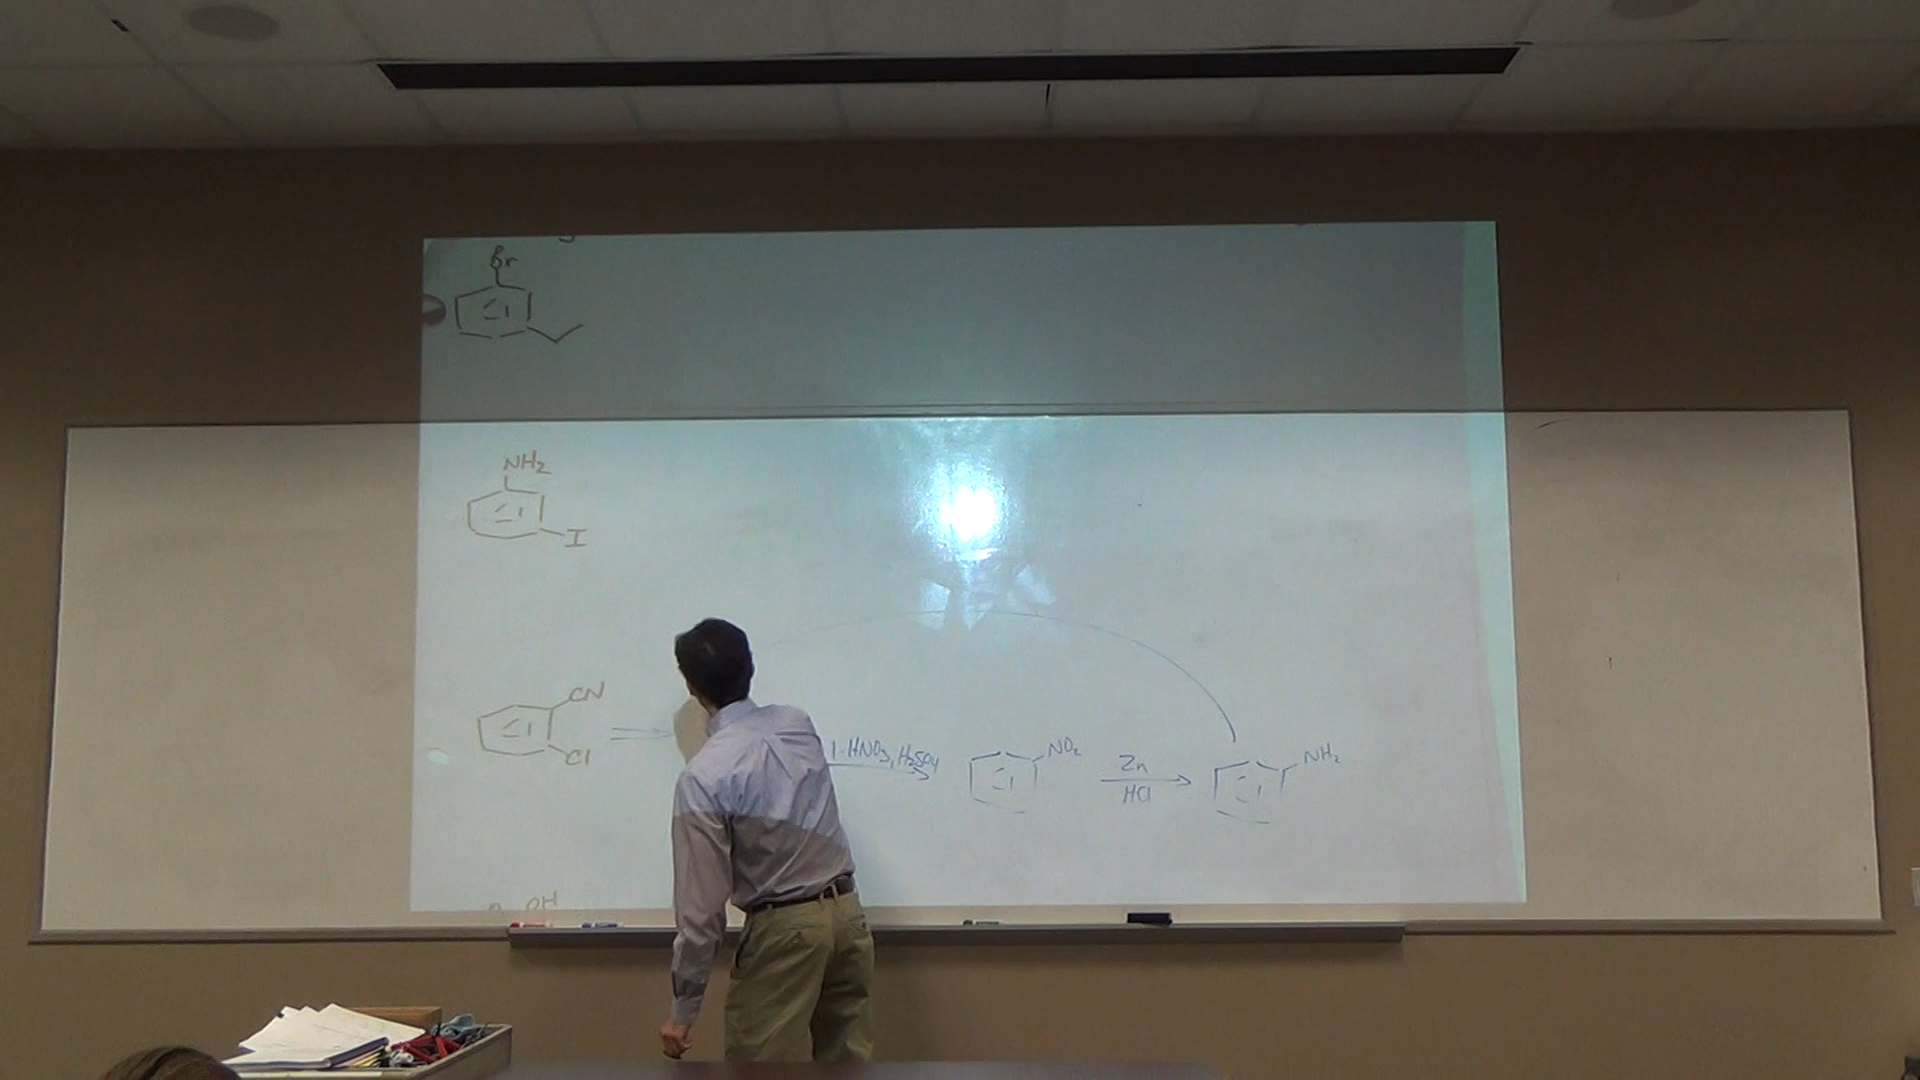 Br
NH2
I
CN
Cl
1. HNO3, H2SO4
NO2
Zn
HCl
NH2
OH